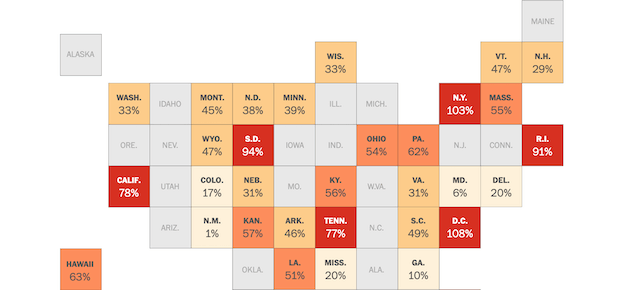 MAINE
ALASKA
WIS.
33%
VT.
47%
N.H.
29%
WASH.
33%
IDAHO
MONT.
45%
N.D.
38%
MINN.
39%
ILL.
MICH.
N.Y.
103%
MASS.
55%
ORE.
NEV.
WYO.
47%
S.D.
94%
IOWA
IND.
OHIO
54%
PA.
62%
N.J.
CONN.
R.I.
91%
CALIF.
78%
UTAH
COLO.
17%
NEB.
31%
MO.
KY.
56%
W.VA.
VA.
31%
MD.
6%
DEL.
20%
ARIZ.
N.M.
1%
KAN.
57%
ARK.
46%
TENN.
77%
N.C.
S.C.
49%
D.C.
108%
HAWAII
63%
OKLA.
LA.
51%
MISS.
20%
ALA.
GA.
10%